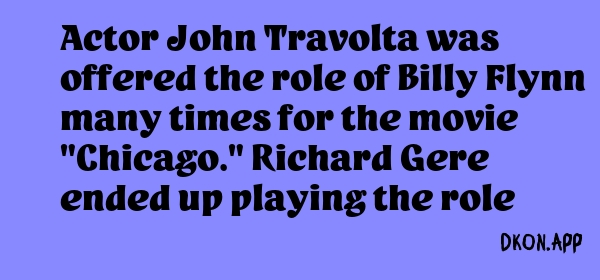 Actor John Travolta was
offered the role of Billy Flynn
many times for the movie
"Chicago." Richard Gere
ended up playing the role
DKON.APP